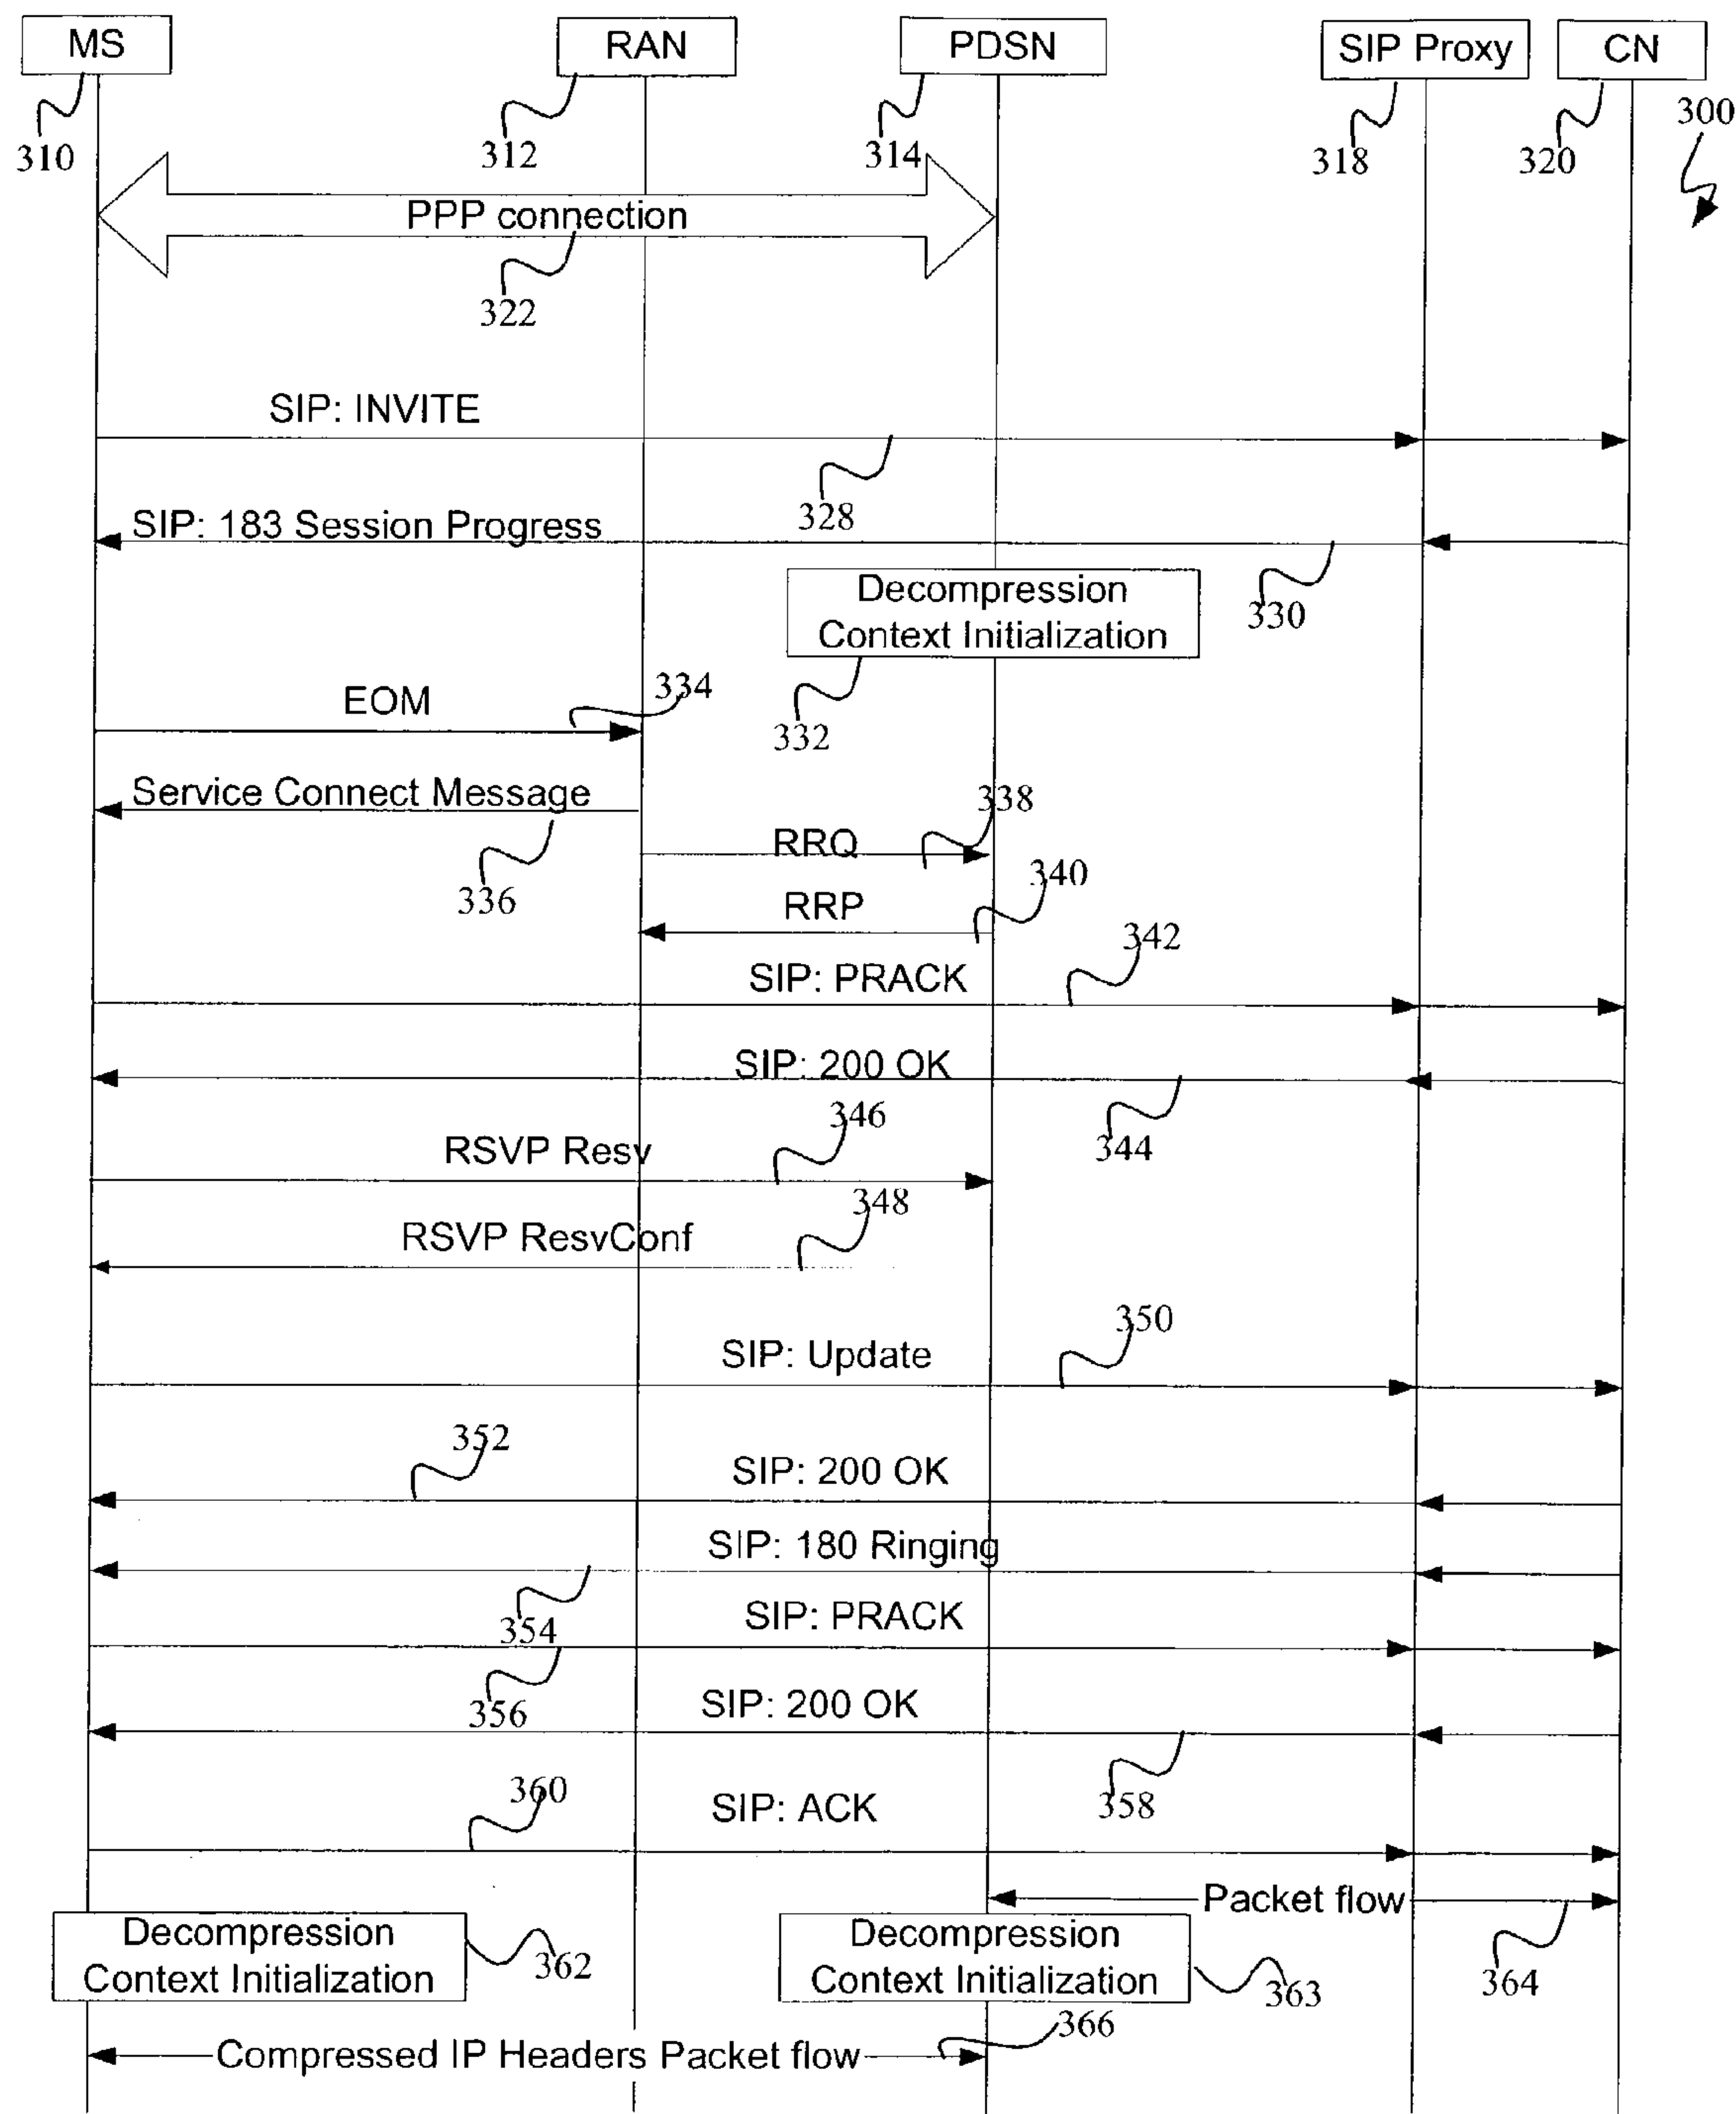 MS
RAN
PDSN
SIP Proxy
CN
310
312
314
318
320
300
PPP connection
322
SIP: INVITE
328
SIP: 183 Session Progress
330
Decompression
Context Initialization
332
EOM
334
Service Connect Message
336
RRQ
338
RRP
340
SIP: PRACK
342
SIP: 200 OK
344
RSVP Resv
346
RSVP ResvConf
348
SIP: Update
350
SIP: 200 OK
352
SIP: 180 Ringing
354
SIP: PRACK
356
SIP: 200 OK
358
SIP: ACK
360
Packet flow
364
Decompression
Context Initialization
362
Decompression
Context Initialization
363
Compressed IP Headers Packet flow
366